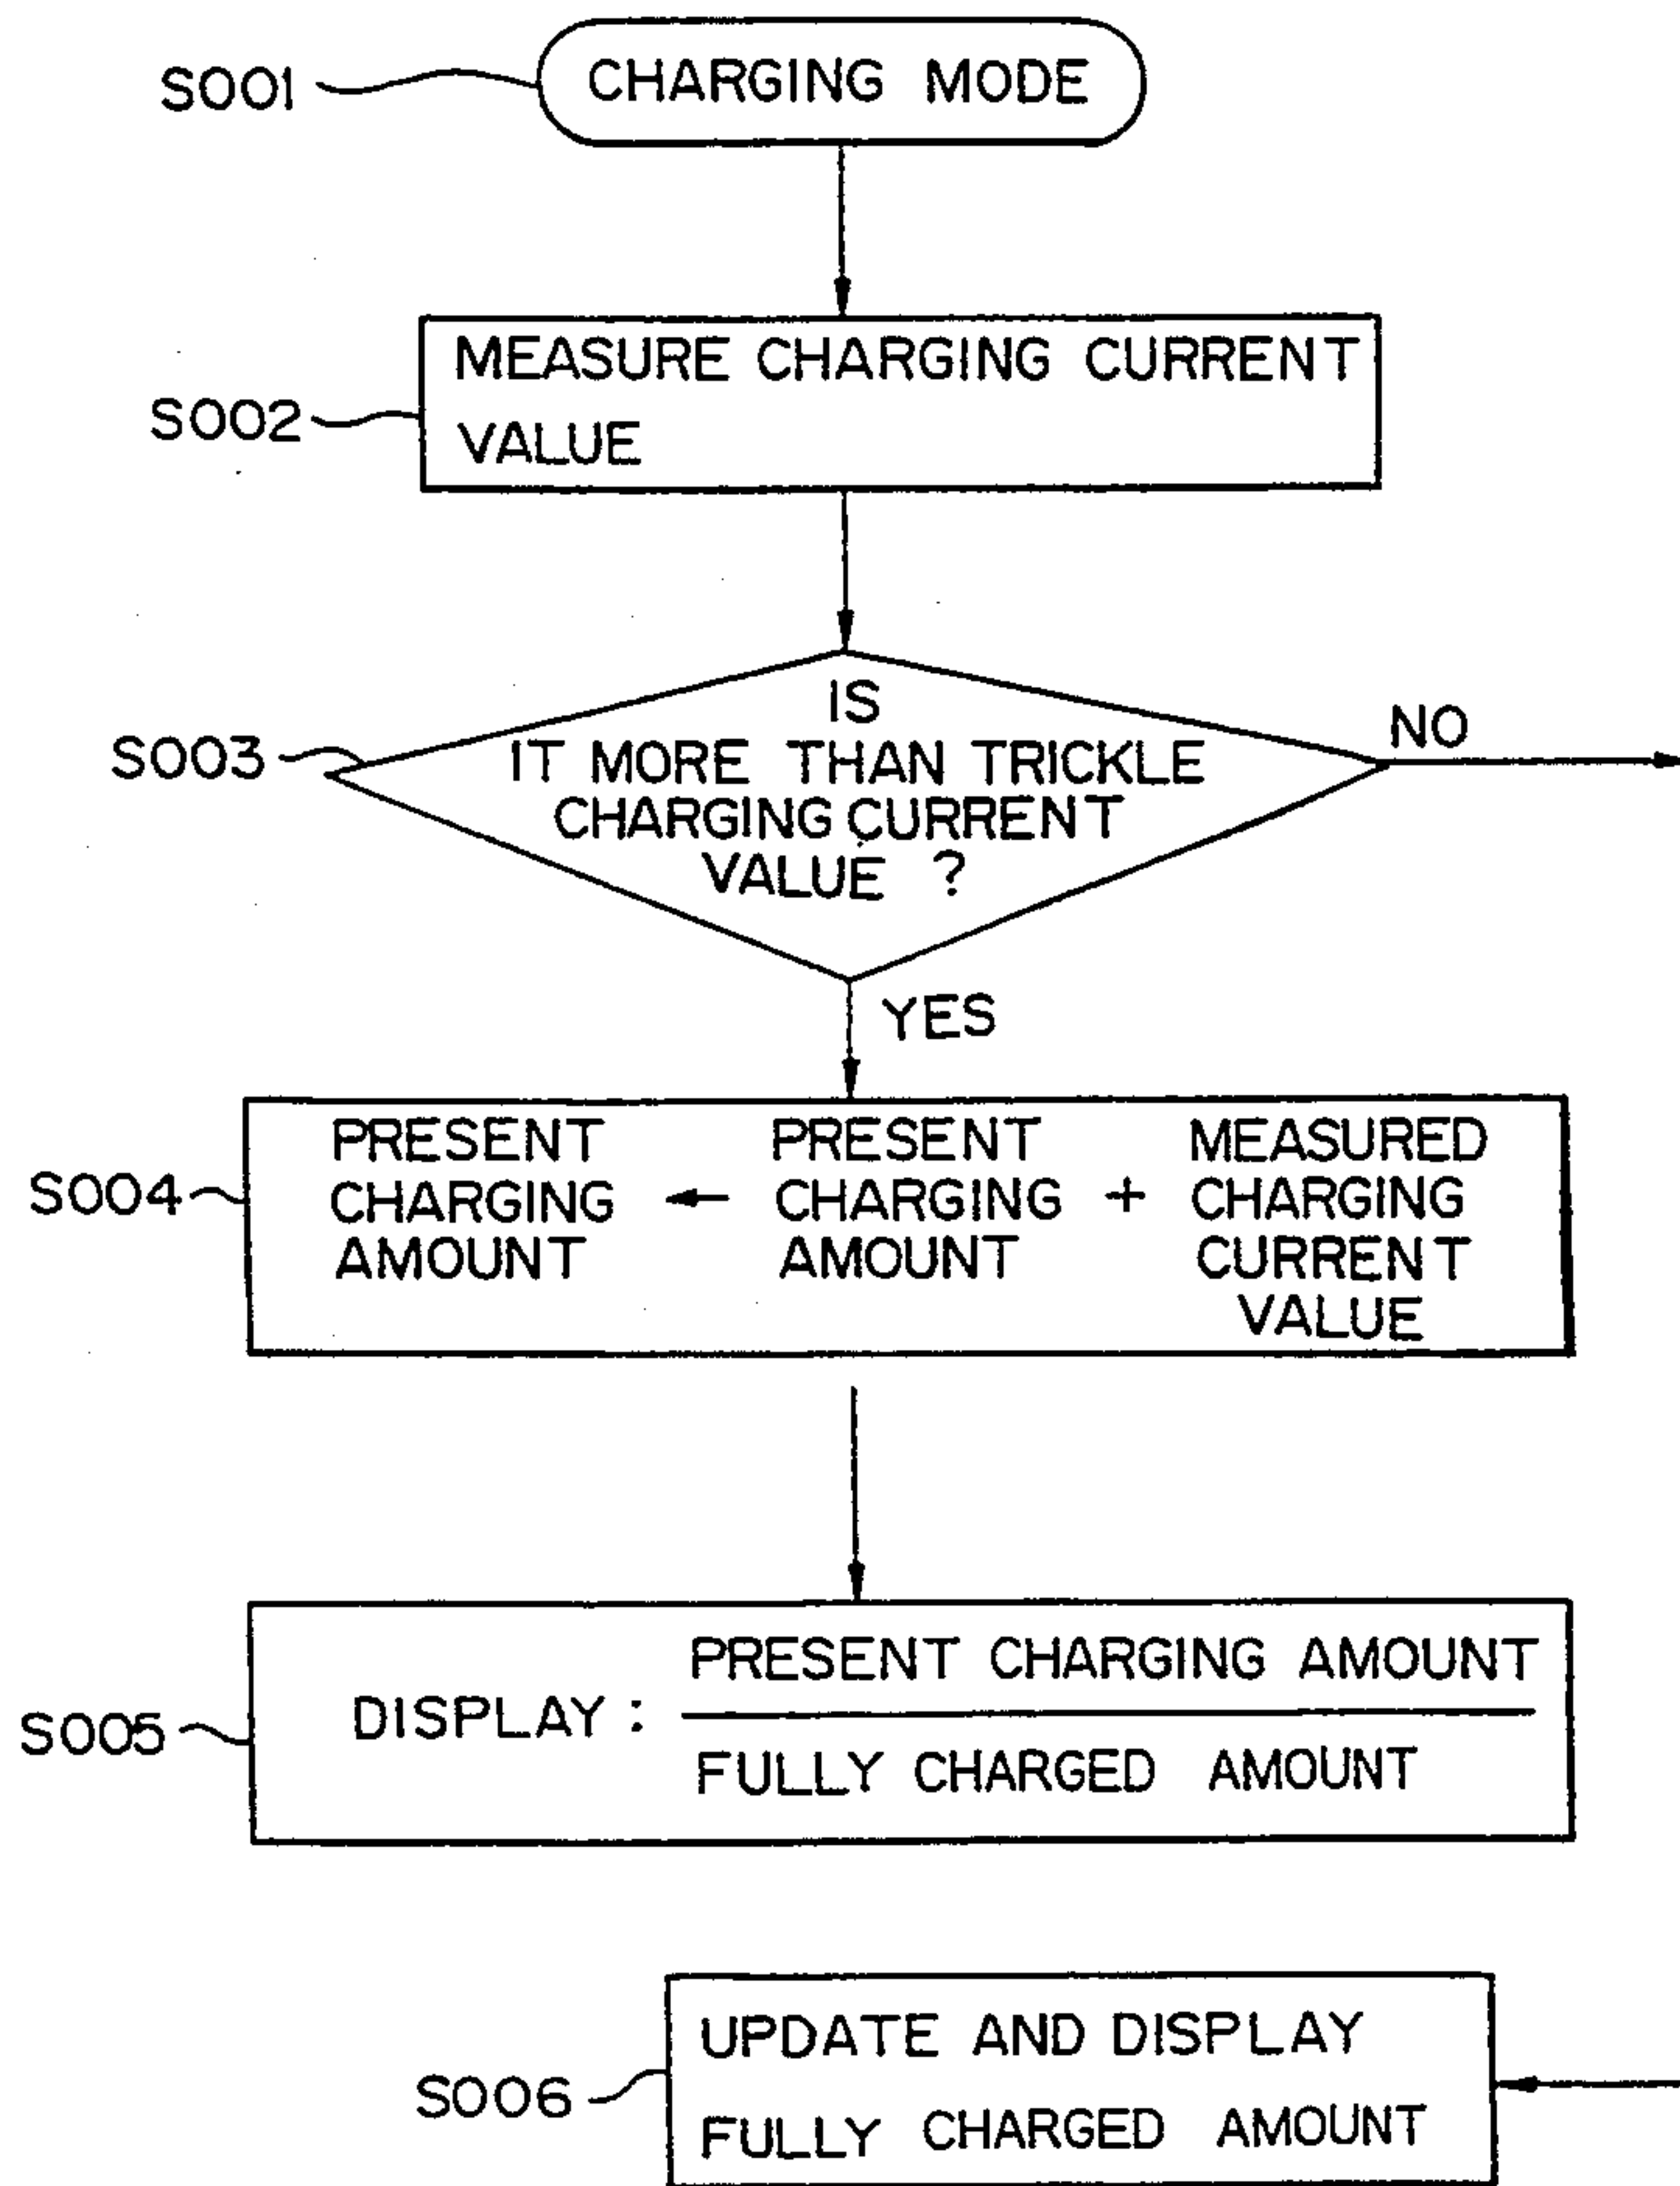 S001
CHARGING MODE
S002
MEASURE CHARGING CURRENT
VALUE
S003
IS
IT MORE THAN TRICKLE
CHARGING CURRENT
VALUE ?
NO
YES
S004
PRESENT
CHARGING
AMOUNT
←
PRESENT
CHARGING
AMOUNT
+
MEASURED
CHARGING
CURRENT
VALUE
S005
DISPLAY :
PRESENT CHARGING AMOUNT
FULLY CHARGED AMOUNT
S006
UPDATE AND DISPLAY
FULLY CHARGED AMOUNT